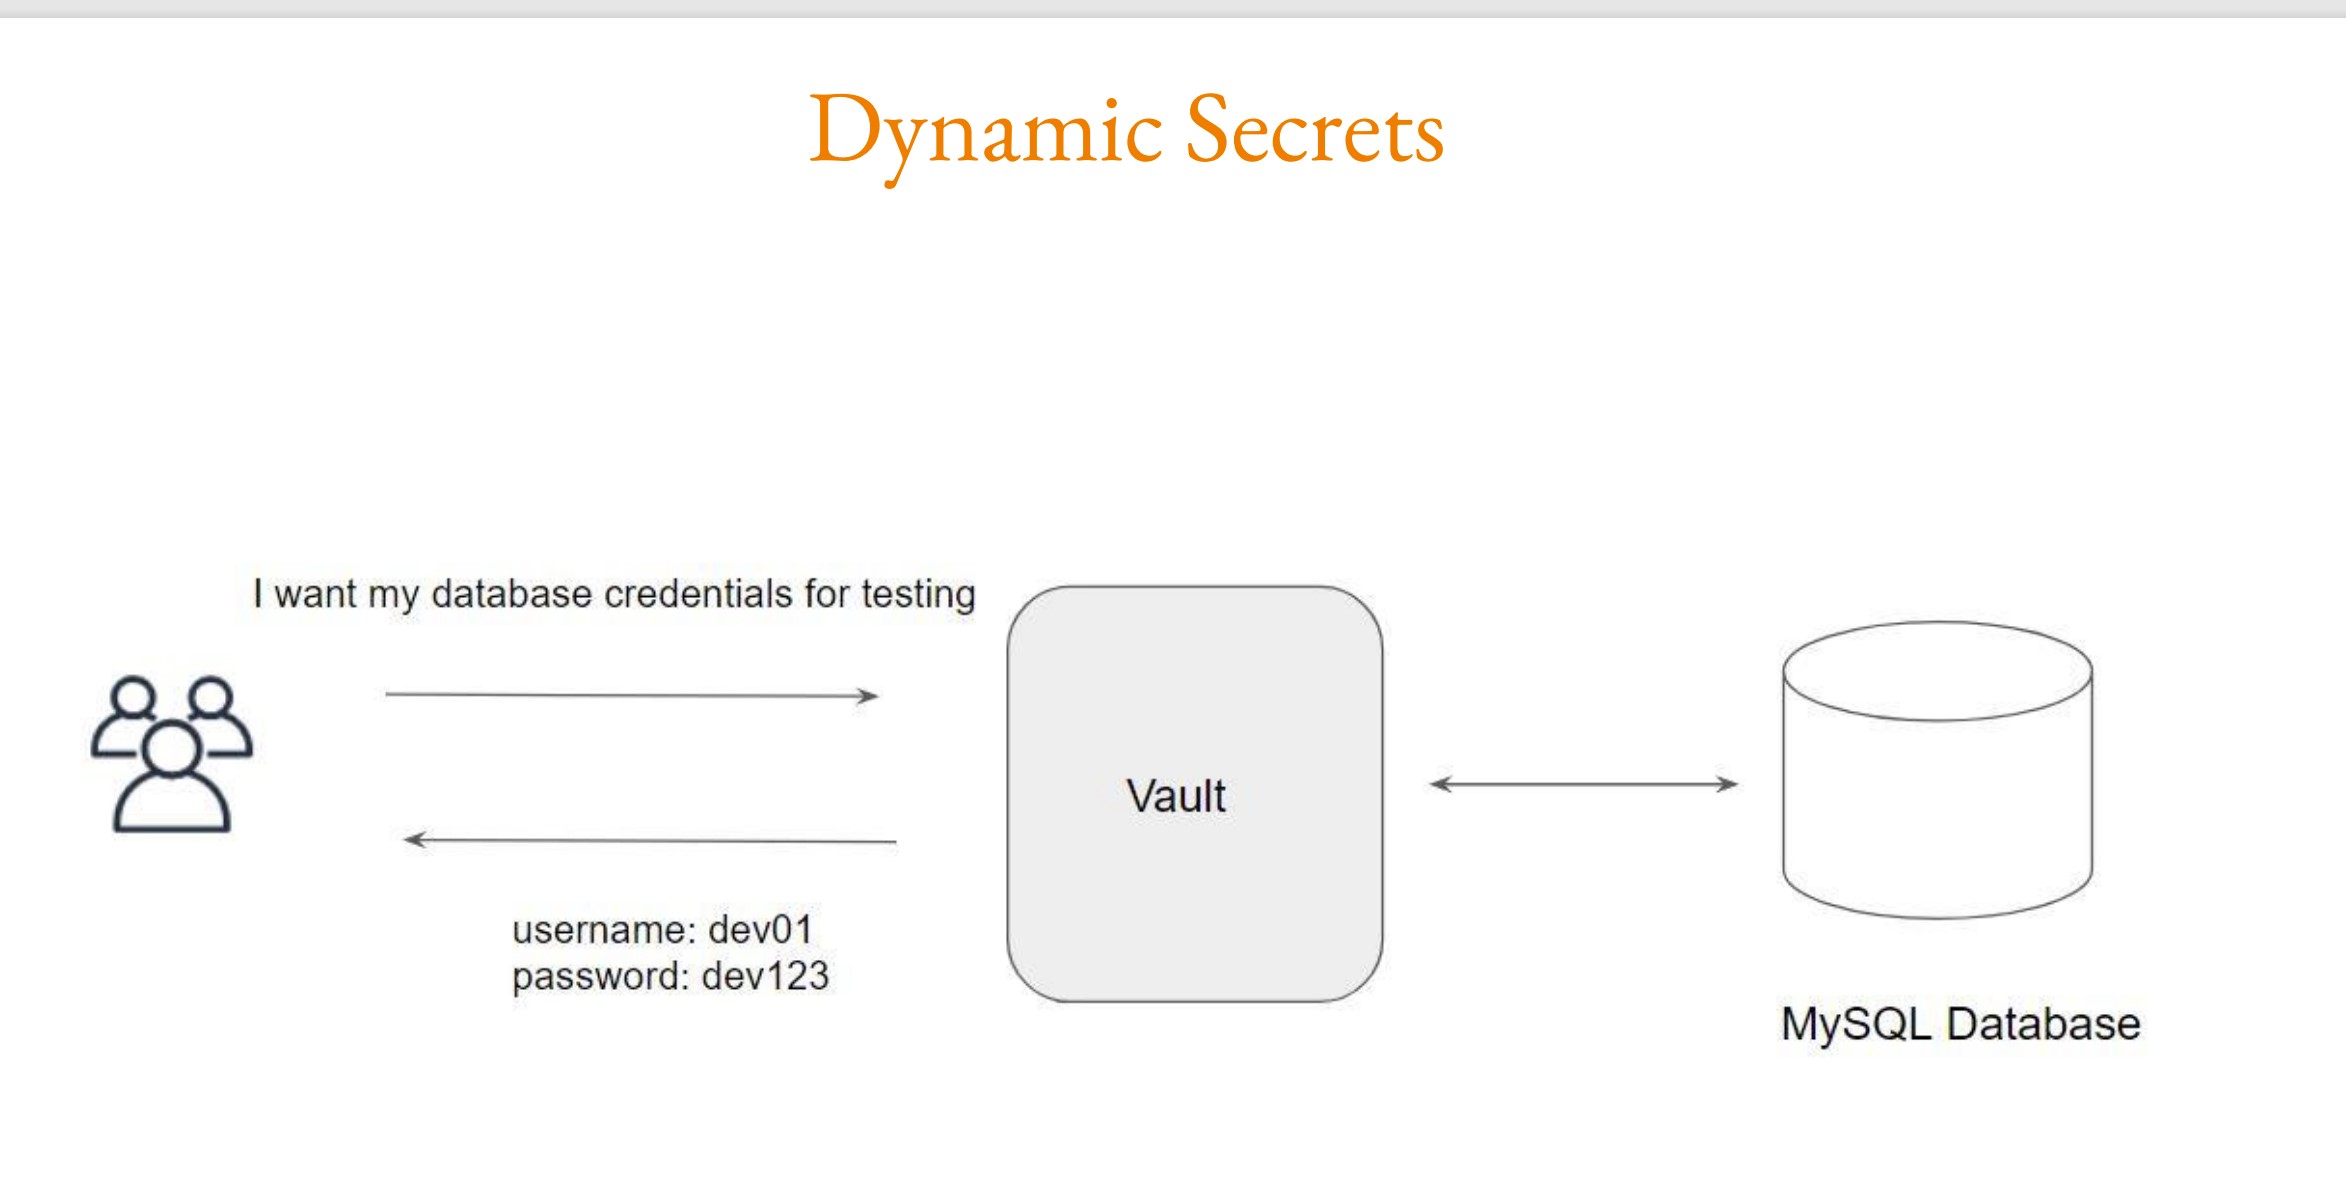 Dynamic Secrets
I want my database credentials for testing
Vault
username: dev01
password: dev123
MySQL Database